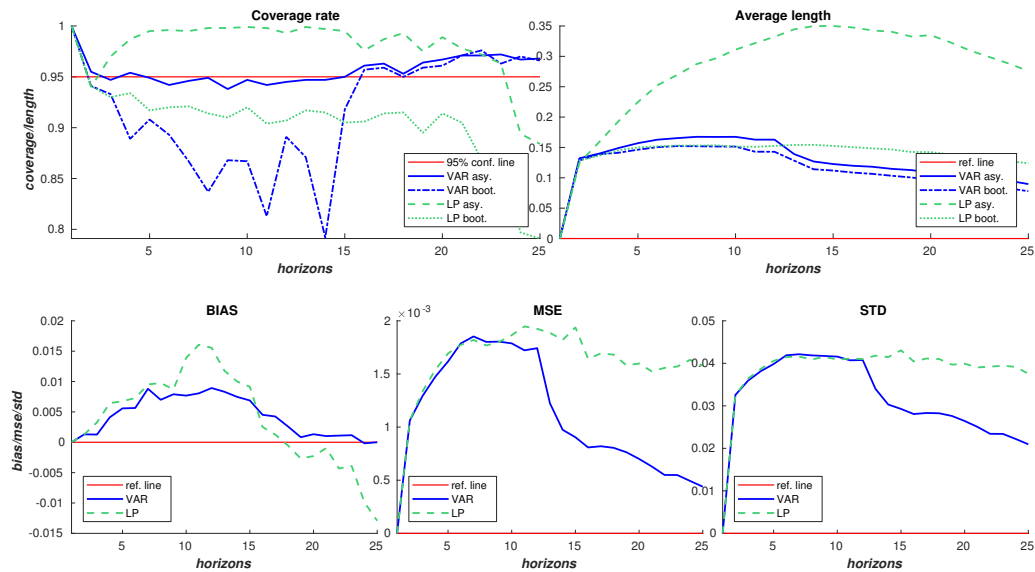 Coverage rate
1
0.95
0.9
0.85
0.8
coverage/length
5
10
15
20
25
horizons
95% conf. line
VAR asy.
VAR boot.
LP asy.
LP boot.
Average length
0.35
0.3
0.25
0.2
0.15
0.1
0.05
0
5
10
15
20
25
horizons
ref. line
VAR asy.
VAR boot.
LP asy.
LP boot.
BIAS
0.02
0.015
0.01
0.005
0
-0.005
-0.01
-0.015
bias/mse/std
5
10
15
20
25
horizons
ref. line
VAR
LP
MSE
× 10⁻³
2
1.5
1
0.5
0
5
10
15
20
25
horizons
ref. line
VAR
LP
STD
0.06
0.05
0.04
0.03
0.02
0.01
0
5
10
15
20
25
horizons
ref. line
VAR
LP